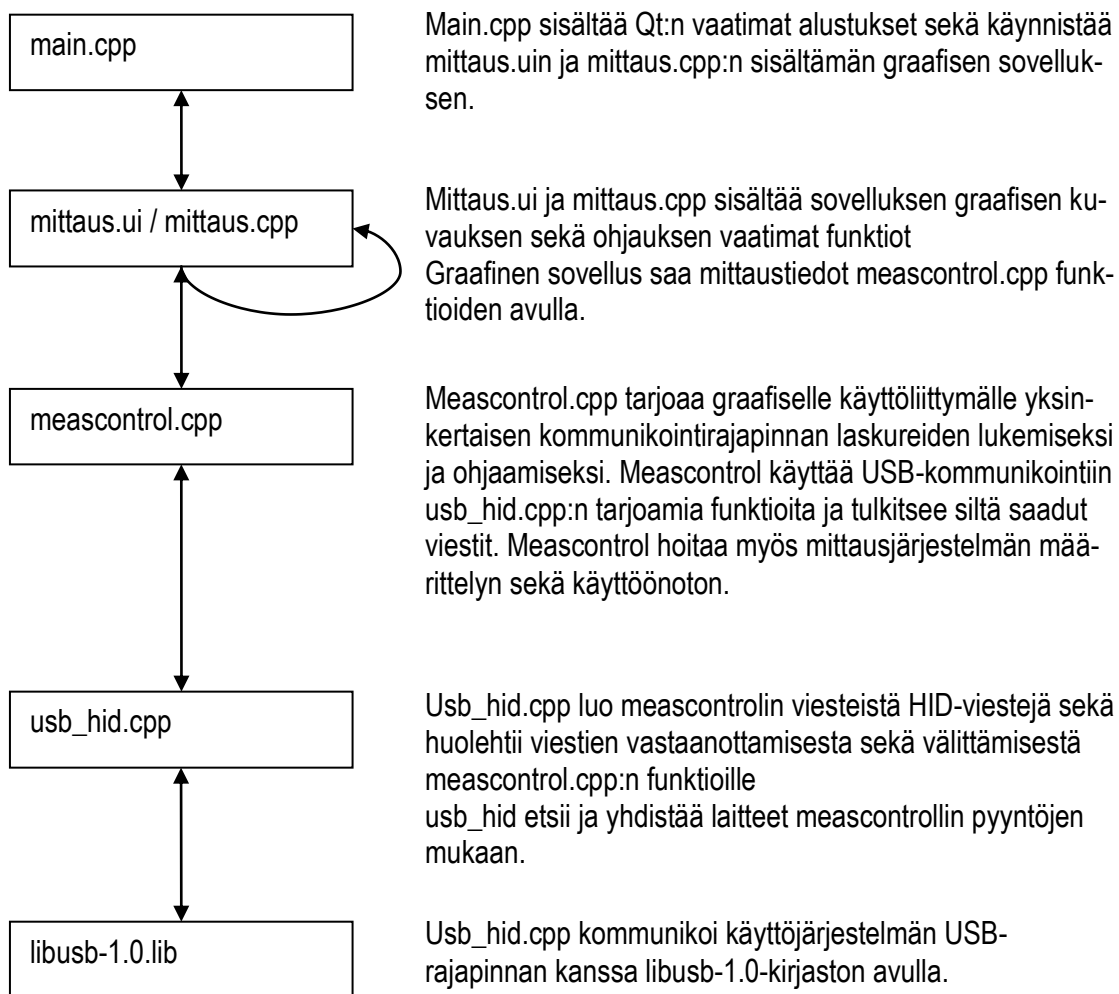 main.cpp
Main.cpp sisältää Qt:n vaatimat alustukset sekä käynnistää
mittaus.uin ja mittaus.cpp:n sisältämän graafisen sovelluk-
sen.
mittaus.ui / mittaus.cpp
Mittaus.ui ja mittaus.cpp sisältää sovelluksen graafisen ku-
vauksen sekä ohjauksen vaatimat funktiot
Graafinen sovellus saa mittaustiedot meascontrol.cpp funk-
tioiden avulla.
meascontrol.cpp
Meascontrol.cpp tarjoaa graafiselle käyttöliittymälle yksin-
kertaisen kommunikointirajapinnan laskureiden lukemiseksi
ja ohjaamiseksi. Meascontrol käyttää USB-kommunikointiin
usb_hid.cpp:n tarjoamia funktioita ja tulkitsee siltä saadut
viestit. Meascontrol hoitaa myös mittausjärjestelmän mää-
rittelyn sekä käyttöönoton.
usb_hid.cpp
Usb_hid.cpp luo meascontrolin viesteistä HID-viestejä sekä
huolehtii viestien vastaanottamisesta sekä välittämisestä
meascontrol.cpp:n funktioille
usb_hid etsii ja yhdistää laitteet meascontrollin pyyntöjen
mukaan.
libusb-1.0.lib
Usb_hid.cpp kommunikoi käyttöjärjestelmän USB-
rajapinnan kanssa libusb-1.0-kirjaston avulla.